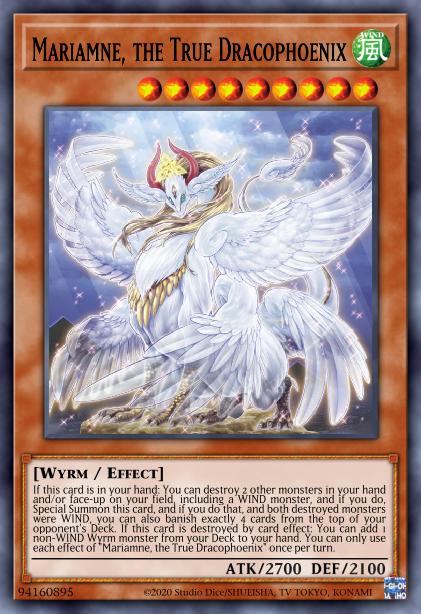 MARIAMNE, THE TRUE DRACOPHOENIX
WIND
風
[WYRM / EFFECT]
If this card is in your hand: You can destroy 2 other monsters in your hand
and/or face-up on your field, including a WIND monster, and if you do,
Special Summon this card, and if you do that, and both destroyed monsters
were WIND, you can also banish exactly 4 cards from the top of your
opponent's Deck. If this card is destroyed by card effect: You can add 1
non-WIND Wyrm monster from your Deck to your hand. You can only use
each effect of "Mariamne, the True Dracophoenix" once per turn.
ATK/2700 DEF/2100
94160895
©2020 Studio Dice/SHUEISHA, TV TOKYO, KONAMI